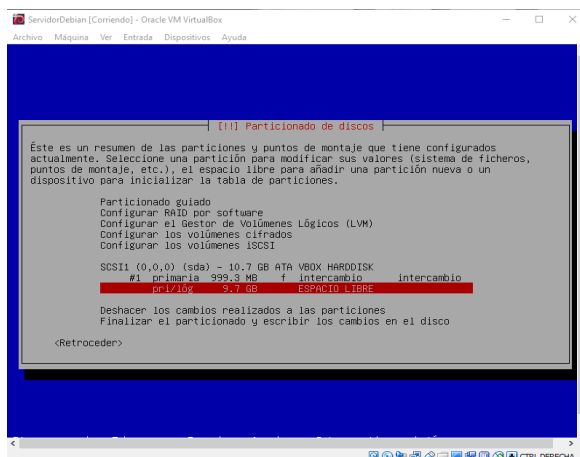 ServidorDebian [Corriendo] - Oracle VM VirtualBox
Archivo Máquina Ver Entrada Dispositivos Ayuda
[!!] Particionado de discos
Éste es un resumen de las particiones y puntos de montaje que tiene configurados
actualmente. Seleccione una partición para modificar sus valores (sistema de ficheros,
puntos de montaje, etc.), el espacio libre para añadir una partición nueva o un
dispositivo para inicializar la tabla de particiones.
Particionado guiado
Configurar RAID por software
Configurar el Gestor de Volúmenes Lógicos (LVM)
Configurar los volúmenes cifrados
Configurar los volúmenes iSCSI
SCSI1 (0,0,0) (sda) - 10.7 GB ATA VBOX HARDDISK
#1 primaria 999.3 MB f intercambio intercambio
pri/lóg 9.7 GB ESPACIO LIBRE
Deshacer los cambios realizados a las particiones
Finalizar el particionado y escribir los cambios en el disco
<Retroceder>
CTRL DERECHA